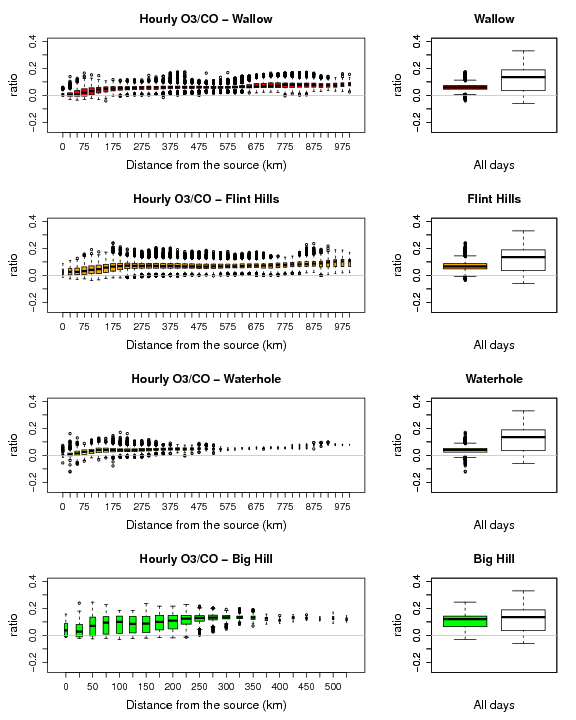 Hourly O3/CO − Wallow
Wallow
ratio
−0.2 0.0 0.2 0.4
0 75 175 275 375 475 575 675 775 875 975
Distance from the source (km)
ratio
−0.2 0.0 0.2 0.4
All days
Hourly O3/CO − Flint Hills
Flint Hills
ratio
−0.2 0.0 0.2 0.4
0 75 175 275 375 475 575 675 775 875 975
Distance from the source (km)
ratio
−0.2 0.0 0.2 0.4
All days
Hourly O3/CO − Waterhole
Waterhole
ratio
−0.2 0.0 0.2 0.4
0 75 175 275 375 475 575 675 775 875 975
Distance from the source (km)
ratio
−0.2 0.0 0.2 0.4
All days
Hourly O3/CO − Big Hill
Big Hill
ratio
−0.2 0.0 0.2 0.4
0 50 100 150 200 250 300 350 400 450 500
Distance from the source (km)
ratio
−0.2 0.0 0.2 0.4
All days